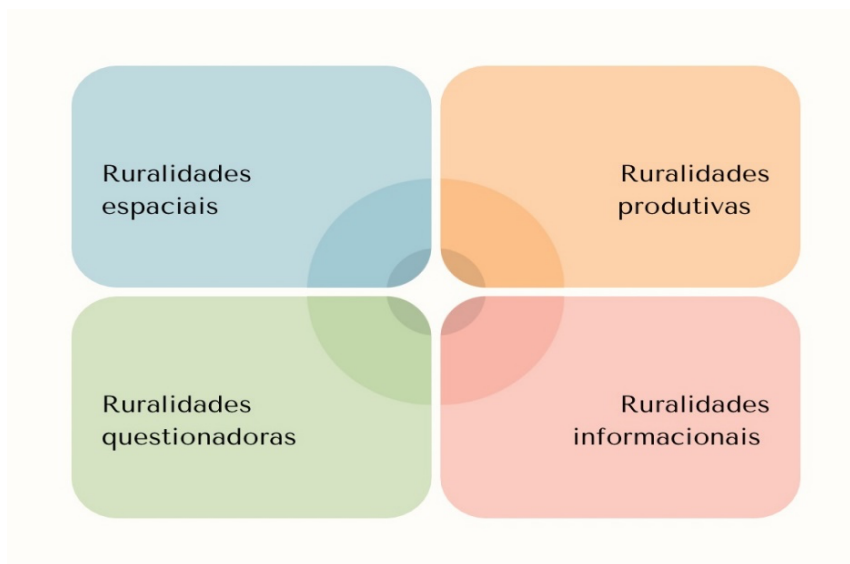 Ruralidades
espaciais
Ruralidades
produtivas
Ruralidades
questionadoras
Ruralidades
informacionais